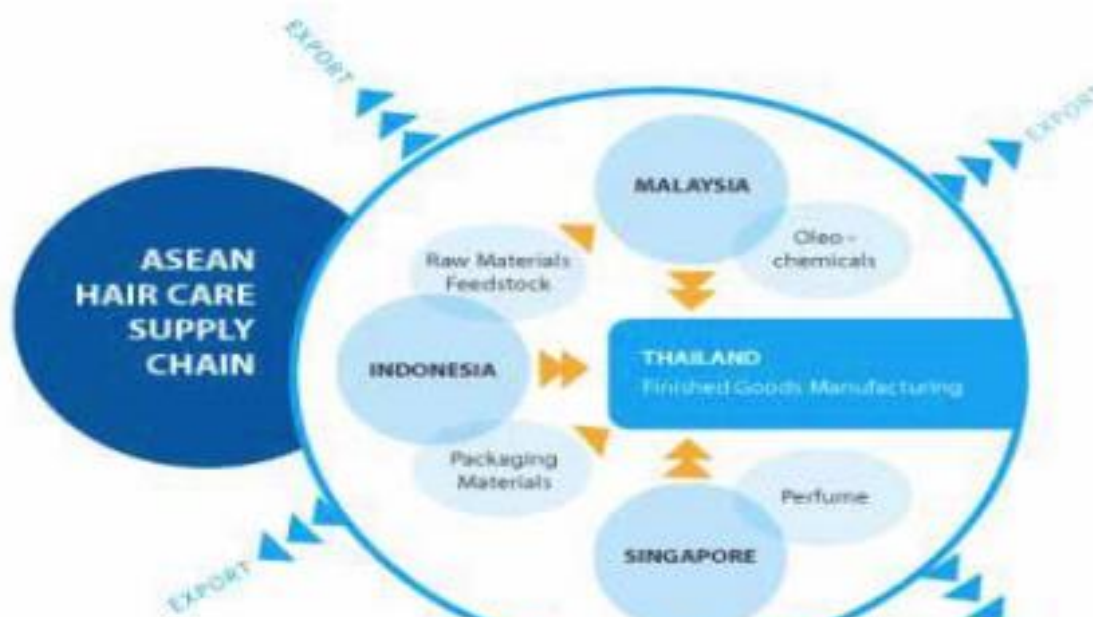 EXPORT
EXPORT
MALAYSIA
Oleo-
chemicals
Raw Materials
Feedstock
ASEAN
HAIR CARE
SUPPLY
CHAIN
INDONESIA
THAILAND
Finished Goods Manufacturing
Packaging
Materials
Perfume
SINGAPORE
EXPORT